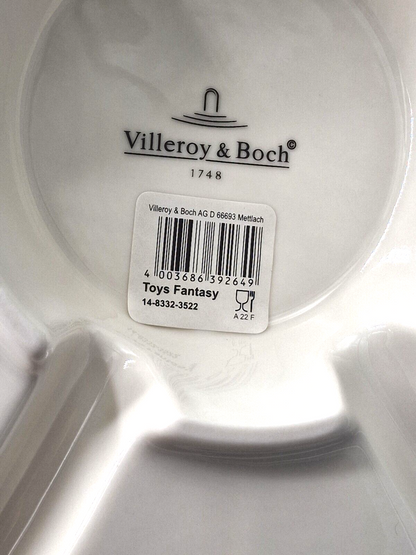 Villeroy & Boch©
1748
Villeroy & Boch AG D 66693 Mettlach
4 003686 392649
Toys Fantasy
14-8332-3522
A 22 F